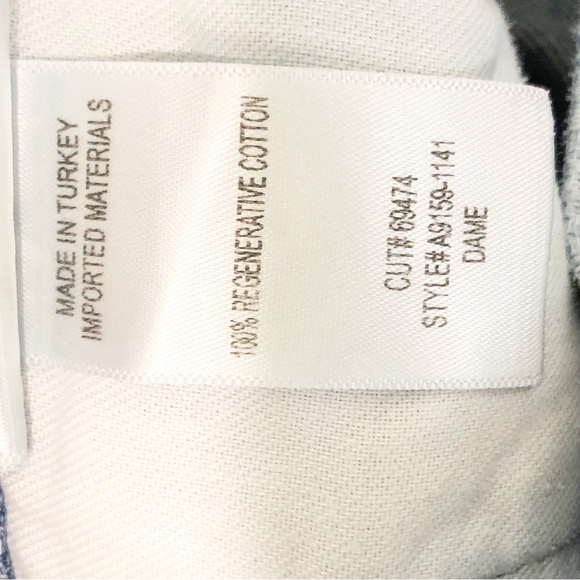 MADE IN TURKEY
IMPORTED MATERIALS
100% REGENERATIVE COTTON
CUT# 69474
STYLE# A9159-1141
DAME